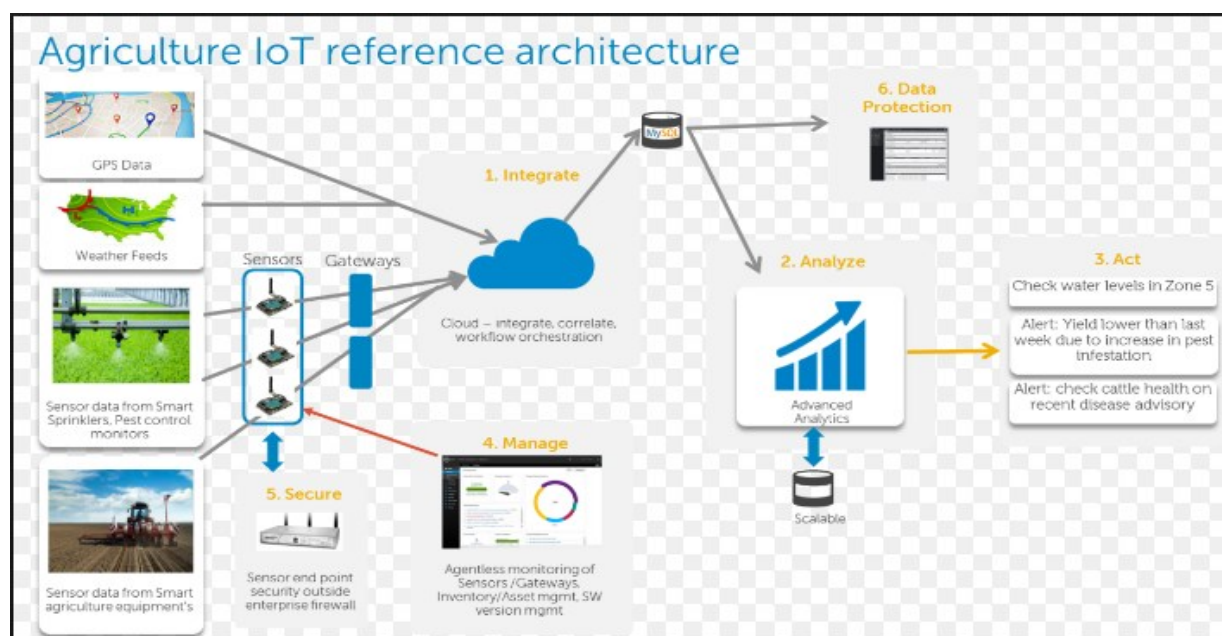 Agriculture IoT reference architecture
GPS Data
Weather Feeds
Sensor data from Smart
Sprinklers, Pest control
monitors
Sensor data from Smart
agriculture equipment's
Sensors
Gateways
5. Secure
Sensor end point
security outside
enterprise firewall
1. Integrate
Cloud – integrate, correlate,
workflow orchestration
4. Manage
Agentless monitoring of
Sensors /Gateways,
Inventory/Asset mgmt, SW
version mgmt
MySQL
6. Data
Protection
2. Analyze
Advanced
Analytics
Scalable
3. Act
Check water levels in Zone 5
Alert: Yield lower than last
week due to increase in pest
infestation
Alert: check cattle health on
recent disease advisory